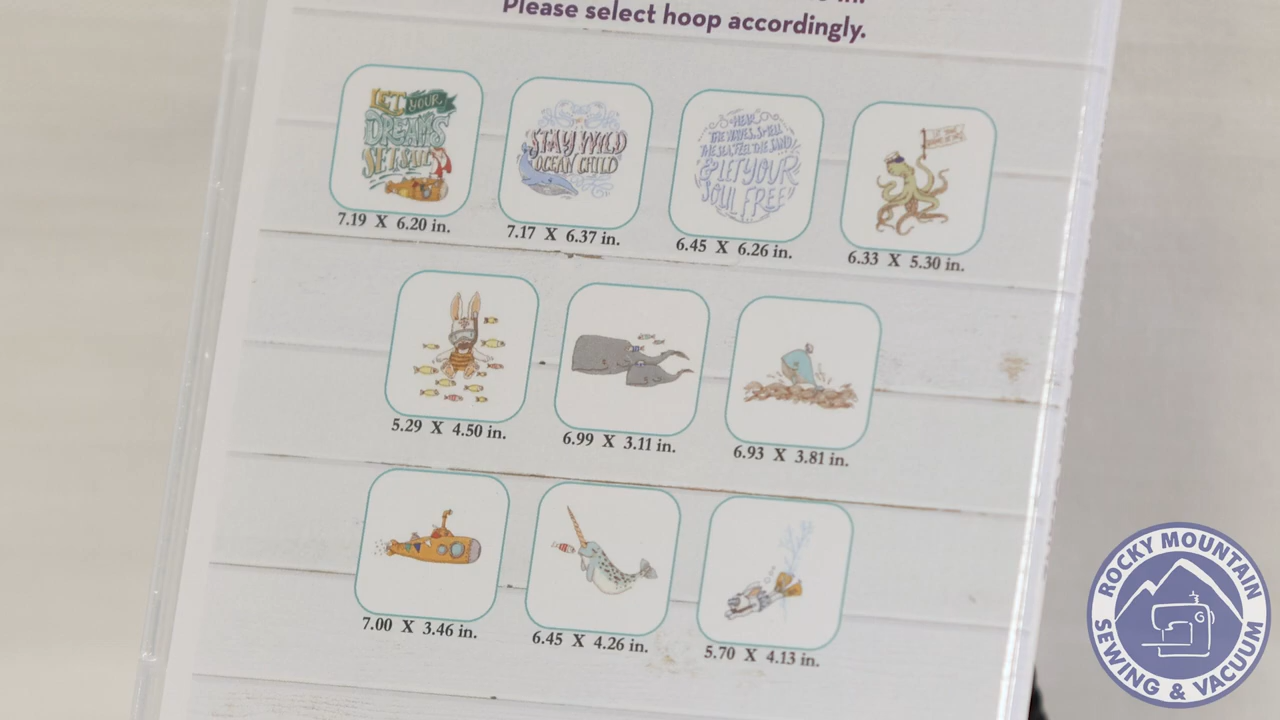 Please select hoop accordingly.
LET YOUR
DREAMS
SET SAIL
STAY WILD
OCEAN CHILD
HEAR
THE WAVES, SMELL
THE SEA, FEEL THE SAND
& LET YOUR
SOUL FREE
7.19 X 6.20 in.
7.17 X 6.37 in.
6.45 X 6.26 in.
6.33 X 5.30 in.
5.29 X 4.50 in.
6.99 X 3.11 in.
6.93 X 3.81 in.
7.00 X 3.46 in.
6.45 X 4.26 in.
5.70 X 4.13 in.
ROCKY MOUNTAIN
SEWING & VACUUM
G